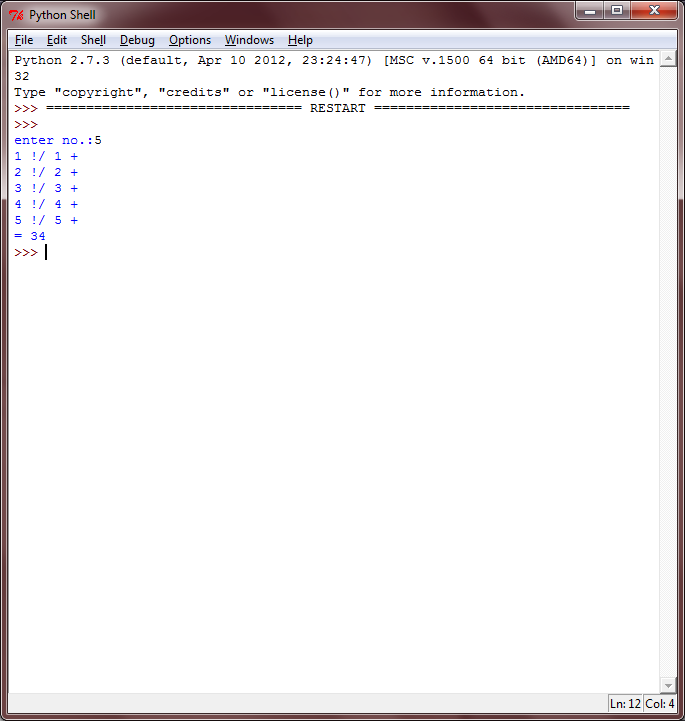 Python Shell
File Edit Shell Debug Options Windows Help
Python 2.7.3 (default, Apr 10 2012, 23:24:47) [MSC v.1500 64 bit (AMD64)] on win
32
Type "copyright", "credits" or "license()" for more information.
>>> ================================ RESTART ================================
>>>
enter no.:5
1 !/ 1 +
2 !/ 2 +
3 !/ 3 +
4 !/ 4 +
5 !/ 5 +
= 34
>>>
Ln: 12 Col: 4